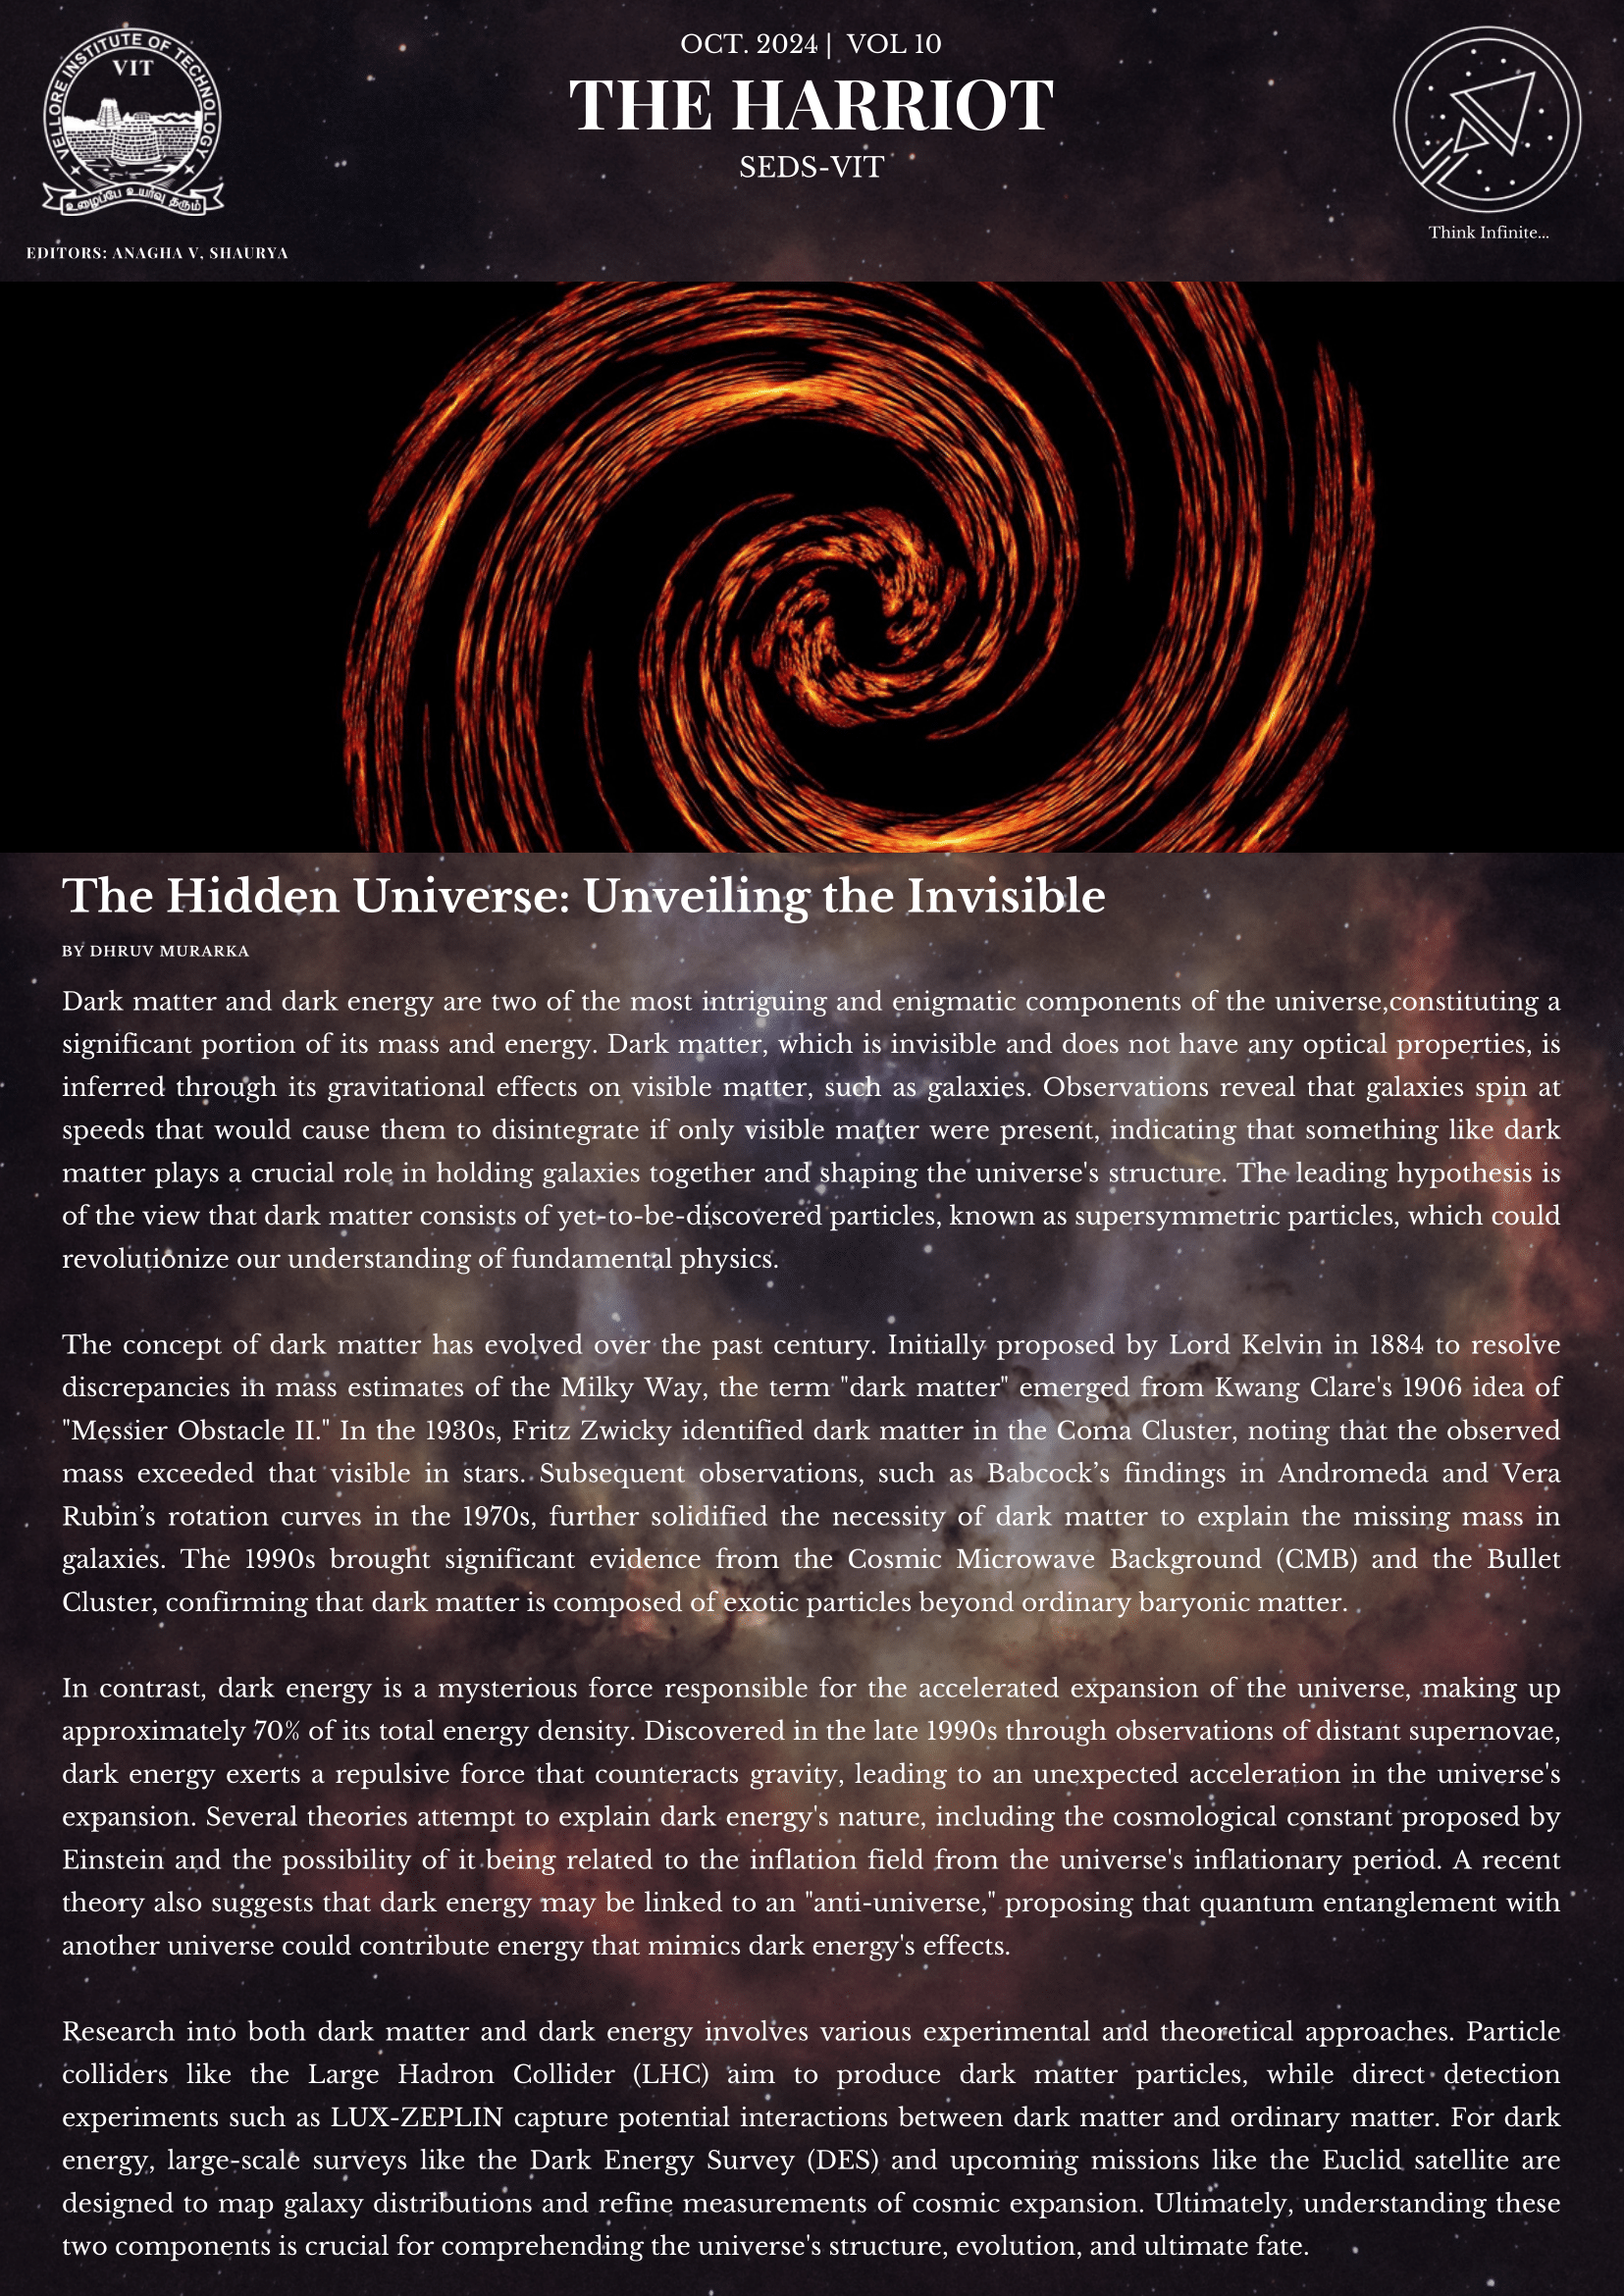 VELLORE INSTITUTE OF TECHNOLOGY
VIT
உழைப்பே உயர்வு தரும்
OCT. 2024 | VOL 10
THE HARRIOT
SEDS-VIT
Think Infinite...
EDITORS: ANAGHA V, SHAURYA
The Hidden Universe: Unveiling the Invisible
BY DHRUV MURARKA
Dark matter and dark energy are two of the most intriguing and enigmatic components of the universe,constituting a
significant portion of its mass and energy. Dark matter, which is invisible and does not have any optical properties, is
inferred through its gravitational effects on visible matter, such as galaxies. Observations reveal that galaxies spin at
speeds that would cause them to disintegrate if only visible matter were present, indicating that something like dark
matter plays a crucial role in holding galaxies together and shaping the universe's structure. The leading hypothesis is
of the view that dark matter consists of yet-to-be-discovered particles, known as supersymmetric particles, which could
revolutionize our understanding of fundamental physics.
The concept of dark matter has evolved over the past century. Initially proposed by Lord Kelvin in 1884 to resolve
discrepancies in mass estimates of the Milky Way, the term "dark matter" emerged from Kwang Clare's 1906 idea of
"Messier Obstacle II." In the 1930s, Fritz Zwicky identified dark matter in the Coma Cluster, noting that the observed
mass exceeded that visible in stars. Subsequent observations, such as Babcock’s findings in Andromeda and Vera
Rubin’s rotation curves in the 1970s, further solidified the necessity of dark matter to explain the missing mass in
galaxies. The 1990s brought significant evidence from the Cosmic Microwave Background (CMB) and the Bullet
Cluster, confirming that dark matter is composed of exotic particles beyond ordinary baryonic matter.
In contrast, dark energy is a mysterious force responsible for the accelerated expansion of the universe, making up
approximately 70% of its total energy density. Discovered in the late 1990s through observations of distant supernovae,
dark energy exerts a repulsive force that counteracts gravity, leading to an unexpected acceleration in the universe's
expansion. Several theories attempt to explain dark energy's nature, including the cosmological constant proposed by
Einstein and the possibility of it being related to the inflation field from the universe's inflationary period. A recent
theory also suggests that dark energy may be linked to an "anti-universe," proposing that quantum entanglement with
another universe could contribute energy that mimics dark energy's effects.
Research into both dark matter and dark energy involves various experimental and theoretical approaches. Particle
colliders like the Large Hadron Collider (LHC) aim to produce dark matter particles, while direct detection
experiments such as LUX-ZEPLIN capture potential interactions between dark matter and ordinary matter. For dark
energy, large-scale surveys like the Dark Energy Survey (DES) and upcoming missions like the Euclid satellite are
designed to map galaxy distributions and refine measurements of cosmic expansion. Ultimately, understanding these
two components is crucial for comprehending the universe's structure, evolution, and ultimate fate.